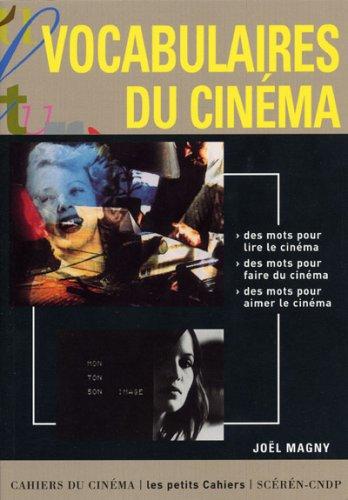 VOCABULAIRES
DU CINÉMA
› des mots pour
lire le cinéma
› des mots pour
faire du cinéma
› des mots pour
aimer le cinéma
MON
TON
SON IMAGE
JOËL MAGNY
CAHIERS DU CINÉMA | les petits Cahiers | SCÉRÉN-CNDP